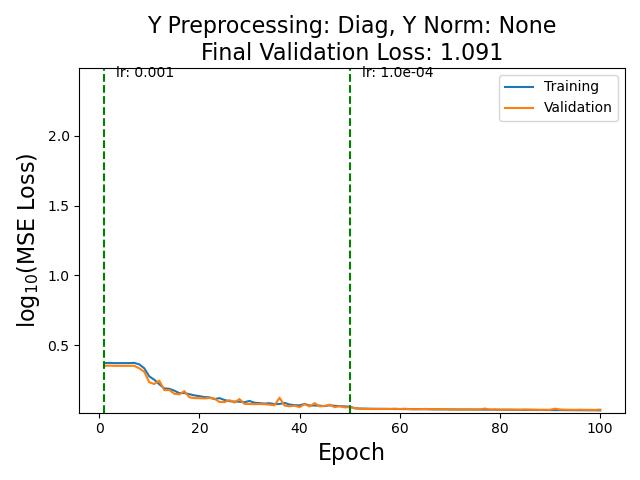 Y Preprocessing: Diag, Y Norm: None
Final Validation Loss: 1.091
lr: 0.001
lr: 1.0e-04
Training
Validation
2.0
1.5
1.0
0.5
log10(MSE Loss)
0 20 40 60 80 100
Epoch